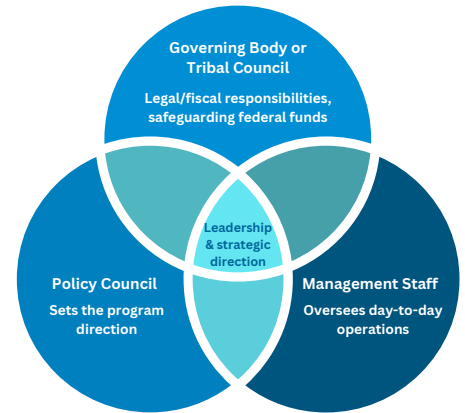 Governing Body or
Tribal Council
Legal/fiscal responsibilities,
safeguarding federal funds
Leadership
& strategic
direction
Policy Council
Sets the program
direction
Management Staff
Oversees day-to-day
operations